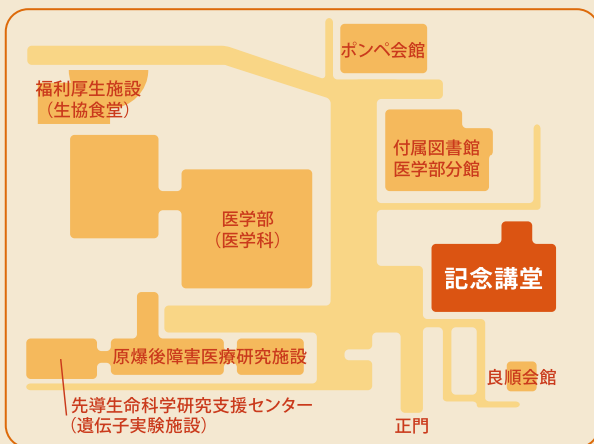 ポンペ会館
福利厚生施設
（生協食堂）
付属図書館
医学部分館
医学部
（医学科）
記念講堂
原爆後障害医療研究施設
良順会館
先導生命科学研究支援センター
（遺伝子実験施設）
正門